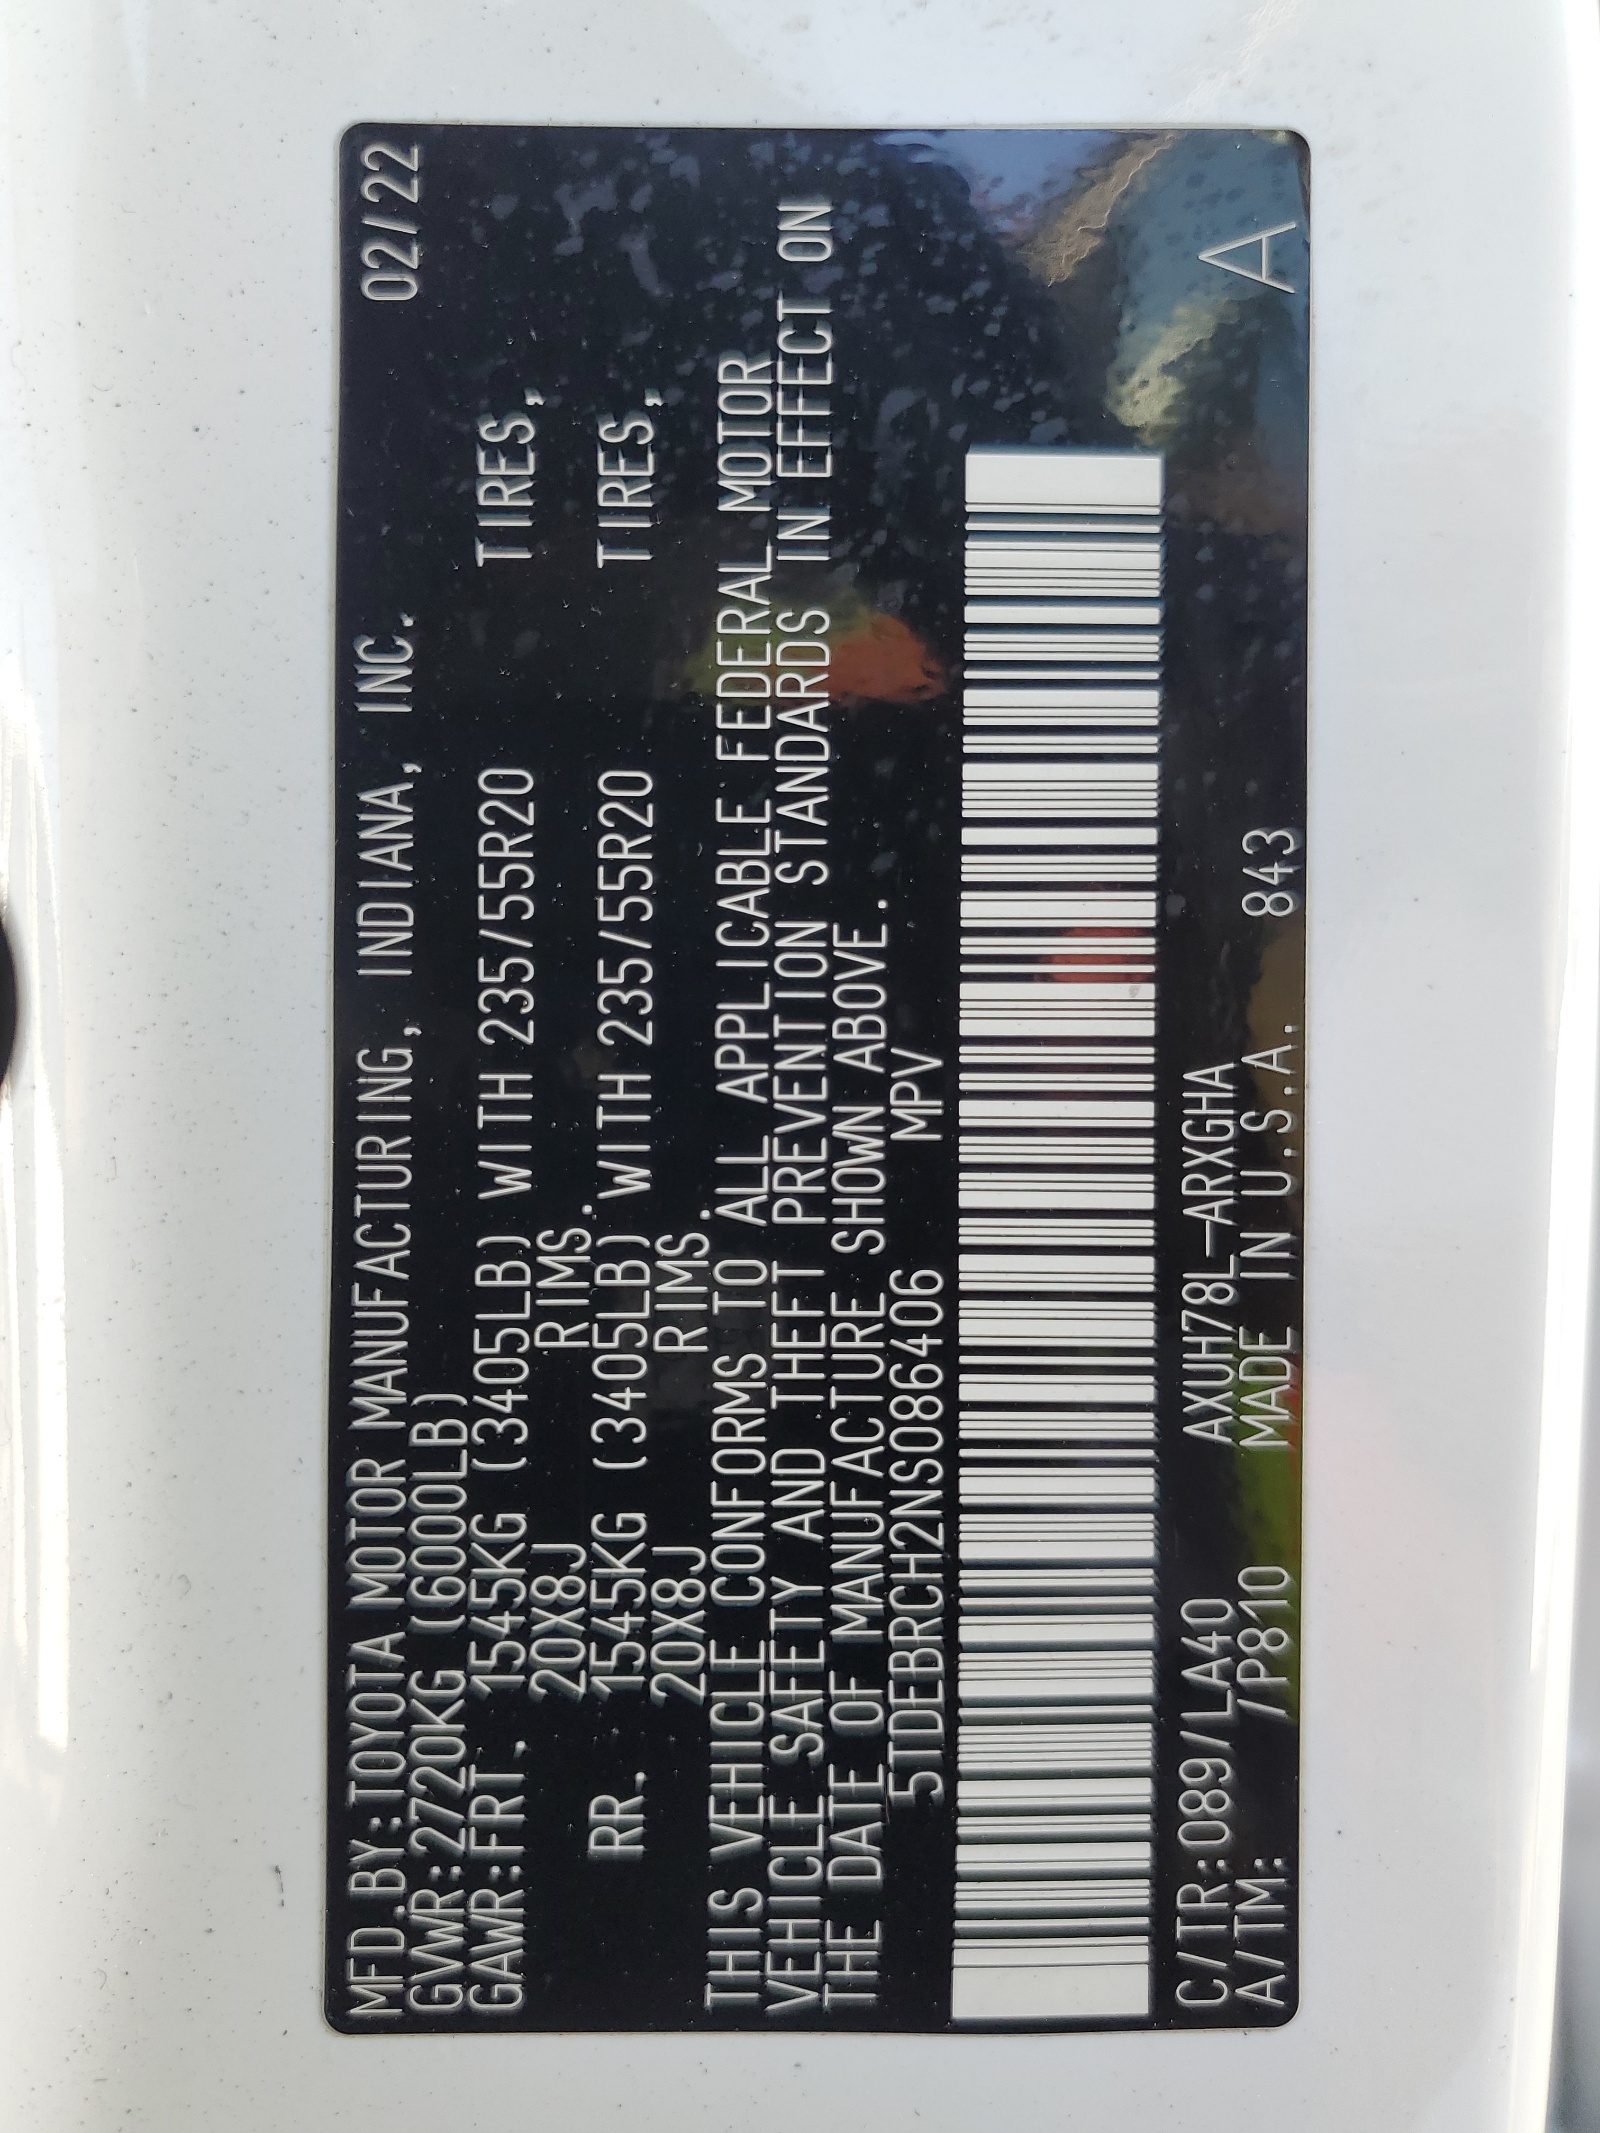 MFD.BY:TOYOTA MOTOR MANUFACTURING, INDIANA, INC. 02/22
GVWR:2720KG (6000LB)
GAWR:FRT. 1545KG (3405LB) WITH 235/55R20 TIRES,
20X8J RIMS.
RR. 1545KG (3405LB) WITH 235/55R20 TIRES,
20X8J RIMS.
THIS VEHICLE CONFORMS TO ALL APPLICABLE FEDERAL MOTOR
VEHICLE SAFETY AND THEFT PREVENTION STANDARDS IN EFFECT ON
THE DATE OF MANUFACTURE SHOWN ABOVE.
5TDEBRCH2NS086406 MPV
C/TR:089/LA40 AXUH78L-ARXGHA
A/TM: /P810 MADE IN U.S.A. 843 A